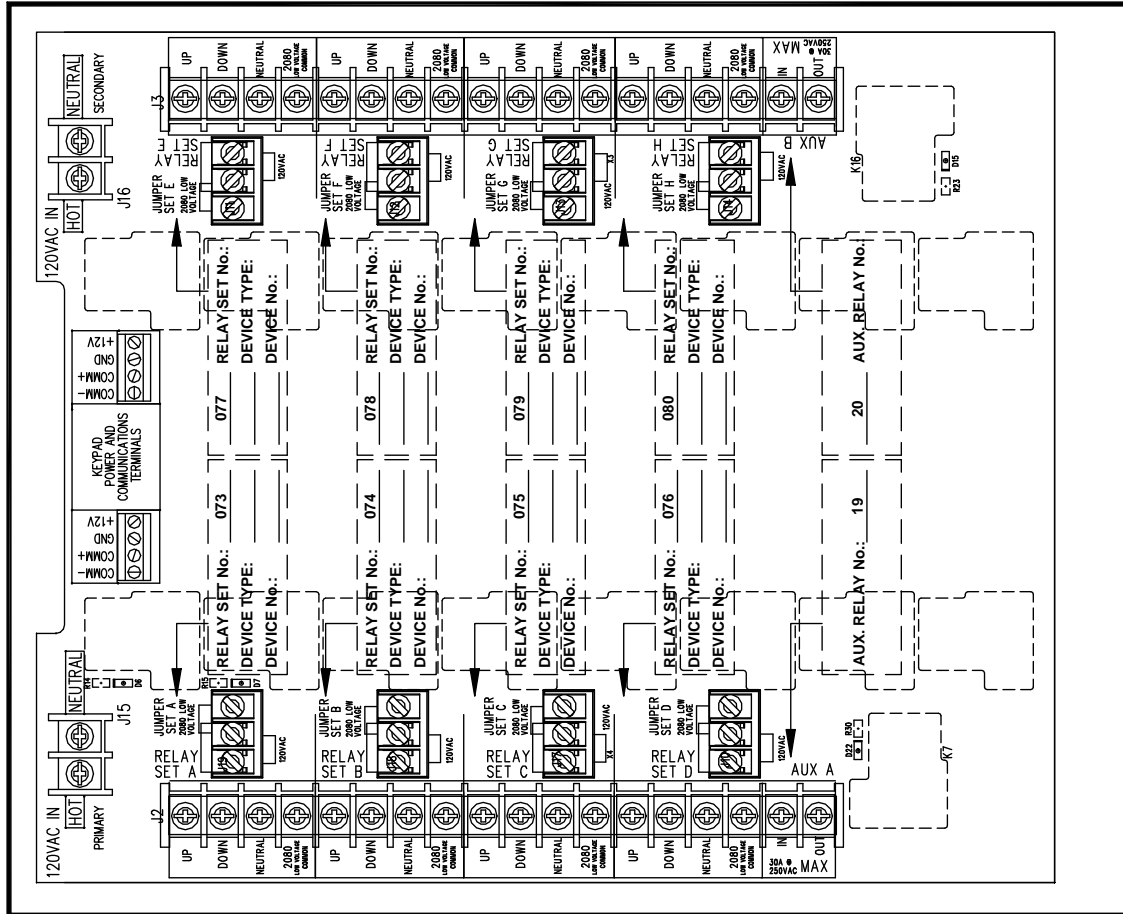 120VAC IN
HOT
NEUTRAL
SECONDARY
J16
J3
UP
DOWN
NEUTRAL
2080
LOW VOLTAGE
COMMON
UP
DOWN
NEUTRAL
2080
LOW VOLTAGE
COMMON
UP
DOWN
NEUTRAL
2080
LOW VOLTAGE
COMMON
UP
DOWN
NEUTRAL
2080
LOW VOLTAGE
COMMON
IN
OUT
30A @
250VAC
MAX
AUX B
RELAY
SET E
JUMPER
SET E
2080 LOW
VOLTAGE
120VAC
RELAY
SET F
JUMPER
SET F
2080 LOW
VOLTAGE
120VAC
RELAY
SET G
JUMPER
SET G
2080 LOW
VOLTAGE
120VAC
X3
RELAY
SET H
JUMPER
SET H
2080 LOW
VOLTAGE
120VAC
K16
D15
R23
+12V
GND
COMM+
COMM-
KEYPAD
POWER AND
COMMUNICATIONS
TERMINALS
+12V
GND
COMM+
COMM-
RELAY SET No.: 077
DEVICE TYPE:
DEVICE No.:
RELAY SET No.: 078
DEVICE TYPE:
DEVICE No.:
RELAY SET No.: 079
DEVICE TYPE:
DEVICE No.:
RELAY SET No.: 080
DEVICE TYPE:
DEVICE No.:
AUX. RELAY No.: 20
RELAY SET No.: 073
DEVICE TYPE:
DEVICE No.:
RELAY SET No.: 074
DEVICE TYPE:
DEVICE No.:
RELAY SET No.: 075
DEVICE TYPE:
DEVICE No.:
RELAY SET No.: 076
DEVICE TYPE:
DEVICE No.:
AUX. RELAY No.: 19
120VAC IN
HOT
NEUTRAL
PRIMARY
J15
R14
D6
R15
D7
JUMPER
SET A
2080 LOW
VOLTAGE
RELAY
SET A
120VAC
JUMPER
SET B
2080 LOW
VOLTAGE
RELAY
SET B
120VAC
JUMPER
SET C
2080 LOW
VOLTAGE
RELAY
SET C
120VAC
X4
JUMPER
SET D
2080 LOW
VOLTAGE
RELAY
SET D
120VAC
AUX A
D22
R30
K7
J2
UP
DOWN
NEUTRAL
2080
LOW VOLTAGE
COMMON
UP
DOWN
NEUTRAL
2080
LOW VOLTAGE
COMMON
UP
DOWN
NEUTRAL
2080
LOW VOLTAGE
COMMON
UP
DOWN
NEUTRAL
2080
LOW VOLTAGE
COMMON
IN
OUT
30A @
250VAC
MAX